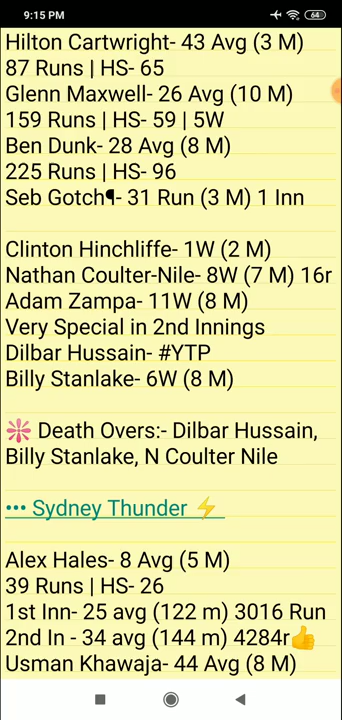 9:15 PM
64
Hilton Cartwright- 43 Avg (3 M)
87 Runs | HS- 65
Glenn Maxwell- 26 Avg (10 M)
159 Runs | HS- 59 | 5W
Ben Dunk- 28 Avg (8 M)
225 Runs | HS- 96
Seb Gotch¶- 31 Run (3 M) 1 Inn
Clinton Hinchliffe- 1W (2 M)
Nathan Coulter-Nile- 8W (7 M) 16r
Adam Zampa- 11W (8 M)
Very Special in 2nd Innings
Dilbar Hussain- #YTP
Billy Stanlake- 6W (8 M)
❇ Death Overs:- Dilbar Hussain,
Billy Stanlake, N Coulter Nile
••• Sydney Thunder ⚡
Alex Hales- 8 Avg (5 M)
39 Runs | HS- 26
1st Inn- 25 avg (122 m) 3016 Run
2nd In - 34 avg (144 m) 4284r👍
Usman Khawaja- 44 Avg (8 M)